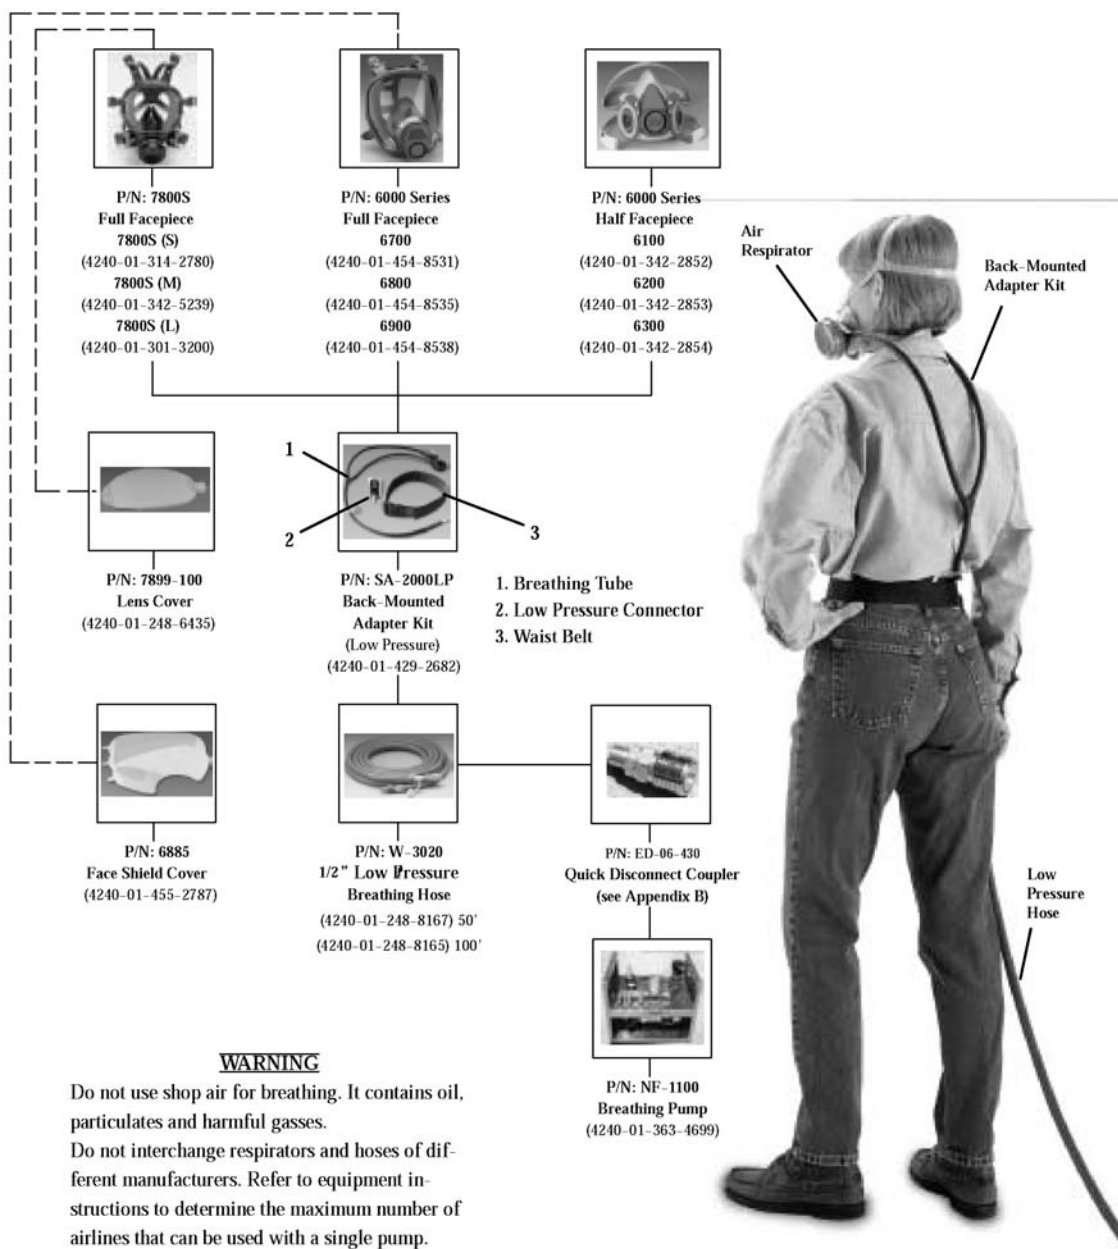 P/N: 7800S
Full Facepiece
7800S (S)
(4240-01-314-2780)
7800S (M)
(4240-01-342-5239)
7800S (L)
(4240-01-301-3200)
P/N: 6000 Series
Full Facepiece
6700
(4240-01-454-8531)
6800
(4240-01-454-8535)
6900
(4240-01-454-8538)
P/N: 6000 Series
Half Facepiece
6100
(4240-01-342-2852)
6200
(4240-01-342-2853)
6300
(4240-01-342-2854)
Air
Respirator
Back-Mounted
Adapter Kit
1
2
3
P/N: 7899-100
Lens Cover
(4240-01-248-6435)
P/N: SA-2000LP
Back-Mounted
Adapter Kit
(Low Pressure)
(4240-01-429-2682)
1. Breathing Tube
2. Low Pressure Connector
3. Waist Belt
P/N: 6885
Face Shield Cover
(4240-01-455-2787)
P/N: W-3020
1/2" Low Pressure
Breathing Hose
(4240-01-248-8167) 50'
(4240-01-248-8165) 100'
P/N: ED-06-430
Quick Disconnect Coupler
(see Appendix B)
Low
Pressure
Hose
P/N: NF-1100
Breathing Pump
(4240-01-363-4699)
WARNING
Do not use shop air for breathing. It contains oil,
particulates and harmful gasses.
Do not interchange respirators and hoses of dif-
ferent manufacturers. Refer to equipment in-
structions to determine the maximum number of
airlines that can be used with a single pump.